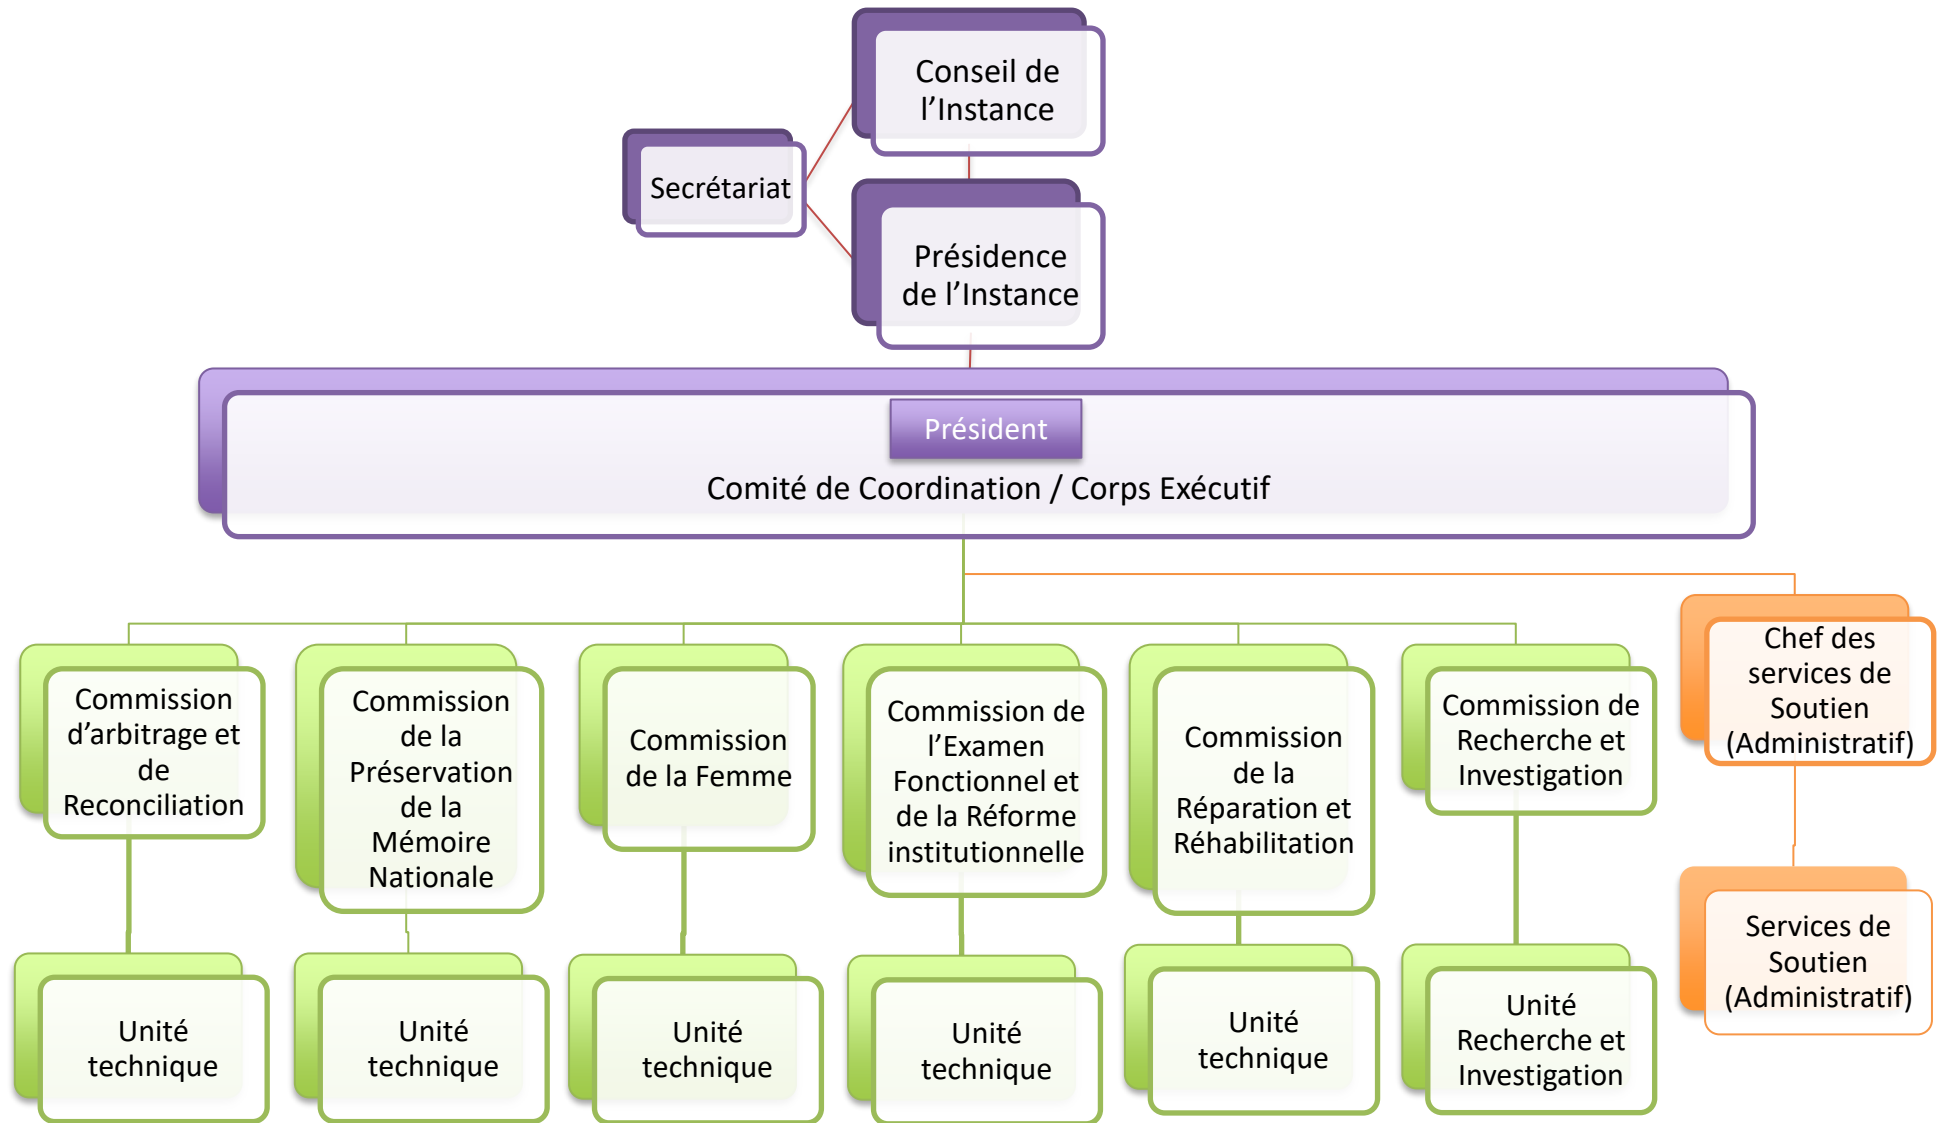 Conseil de
l’Instance
Secrétariat
Présidence
de l’Instance
Président
Comité de Coordination / Corps Exécutif
Commission
d’arbitrage et
de
Reconciliation
Commission
de la
Préservation
de la
Mémoire
Nationale
Commission
de la Femme
Commission de
l’Examen
Fonctionnel et
de la Réforme
institutionnelle
Commission
de la
Réparation et
Réhabilitation
Commission de
Recherche et
Investigation
Chef des
services de
Soutien
(Administratif)
Unité
technique
Unité
technique
Unité
technique
Unité
technique
Unité
technique
Unité
Recherche et
Investigation
Services de
Soutien
(Administratif)